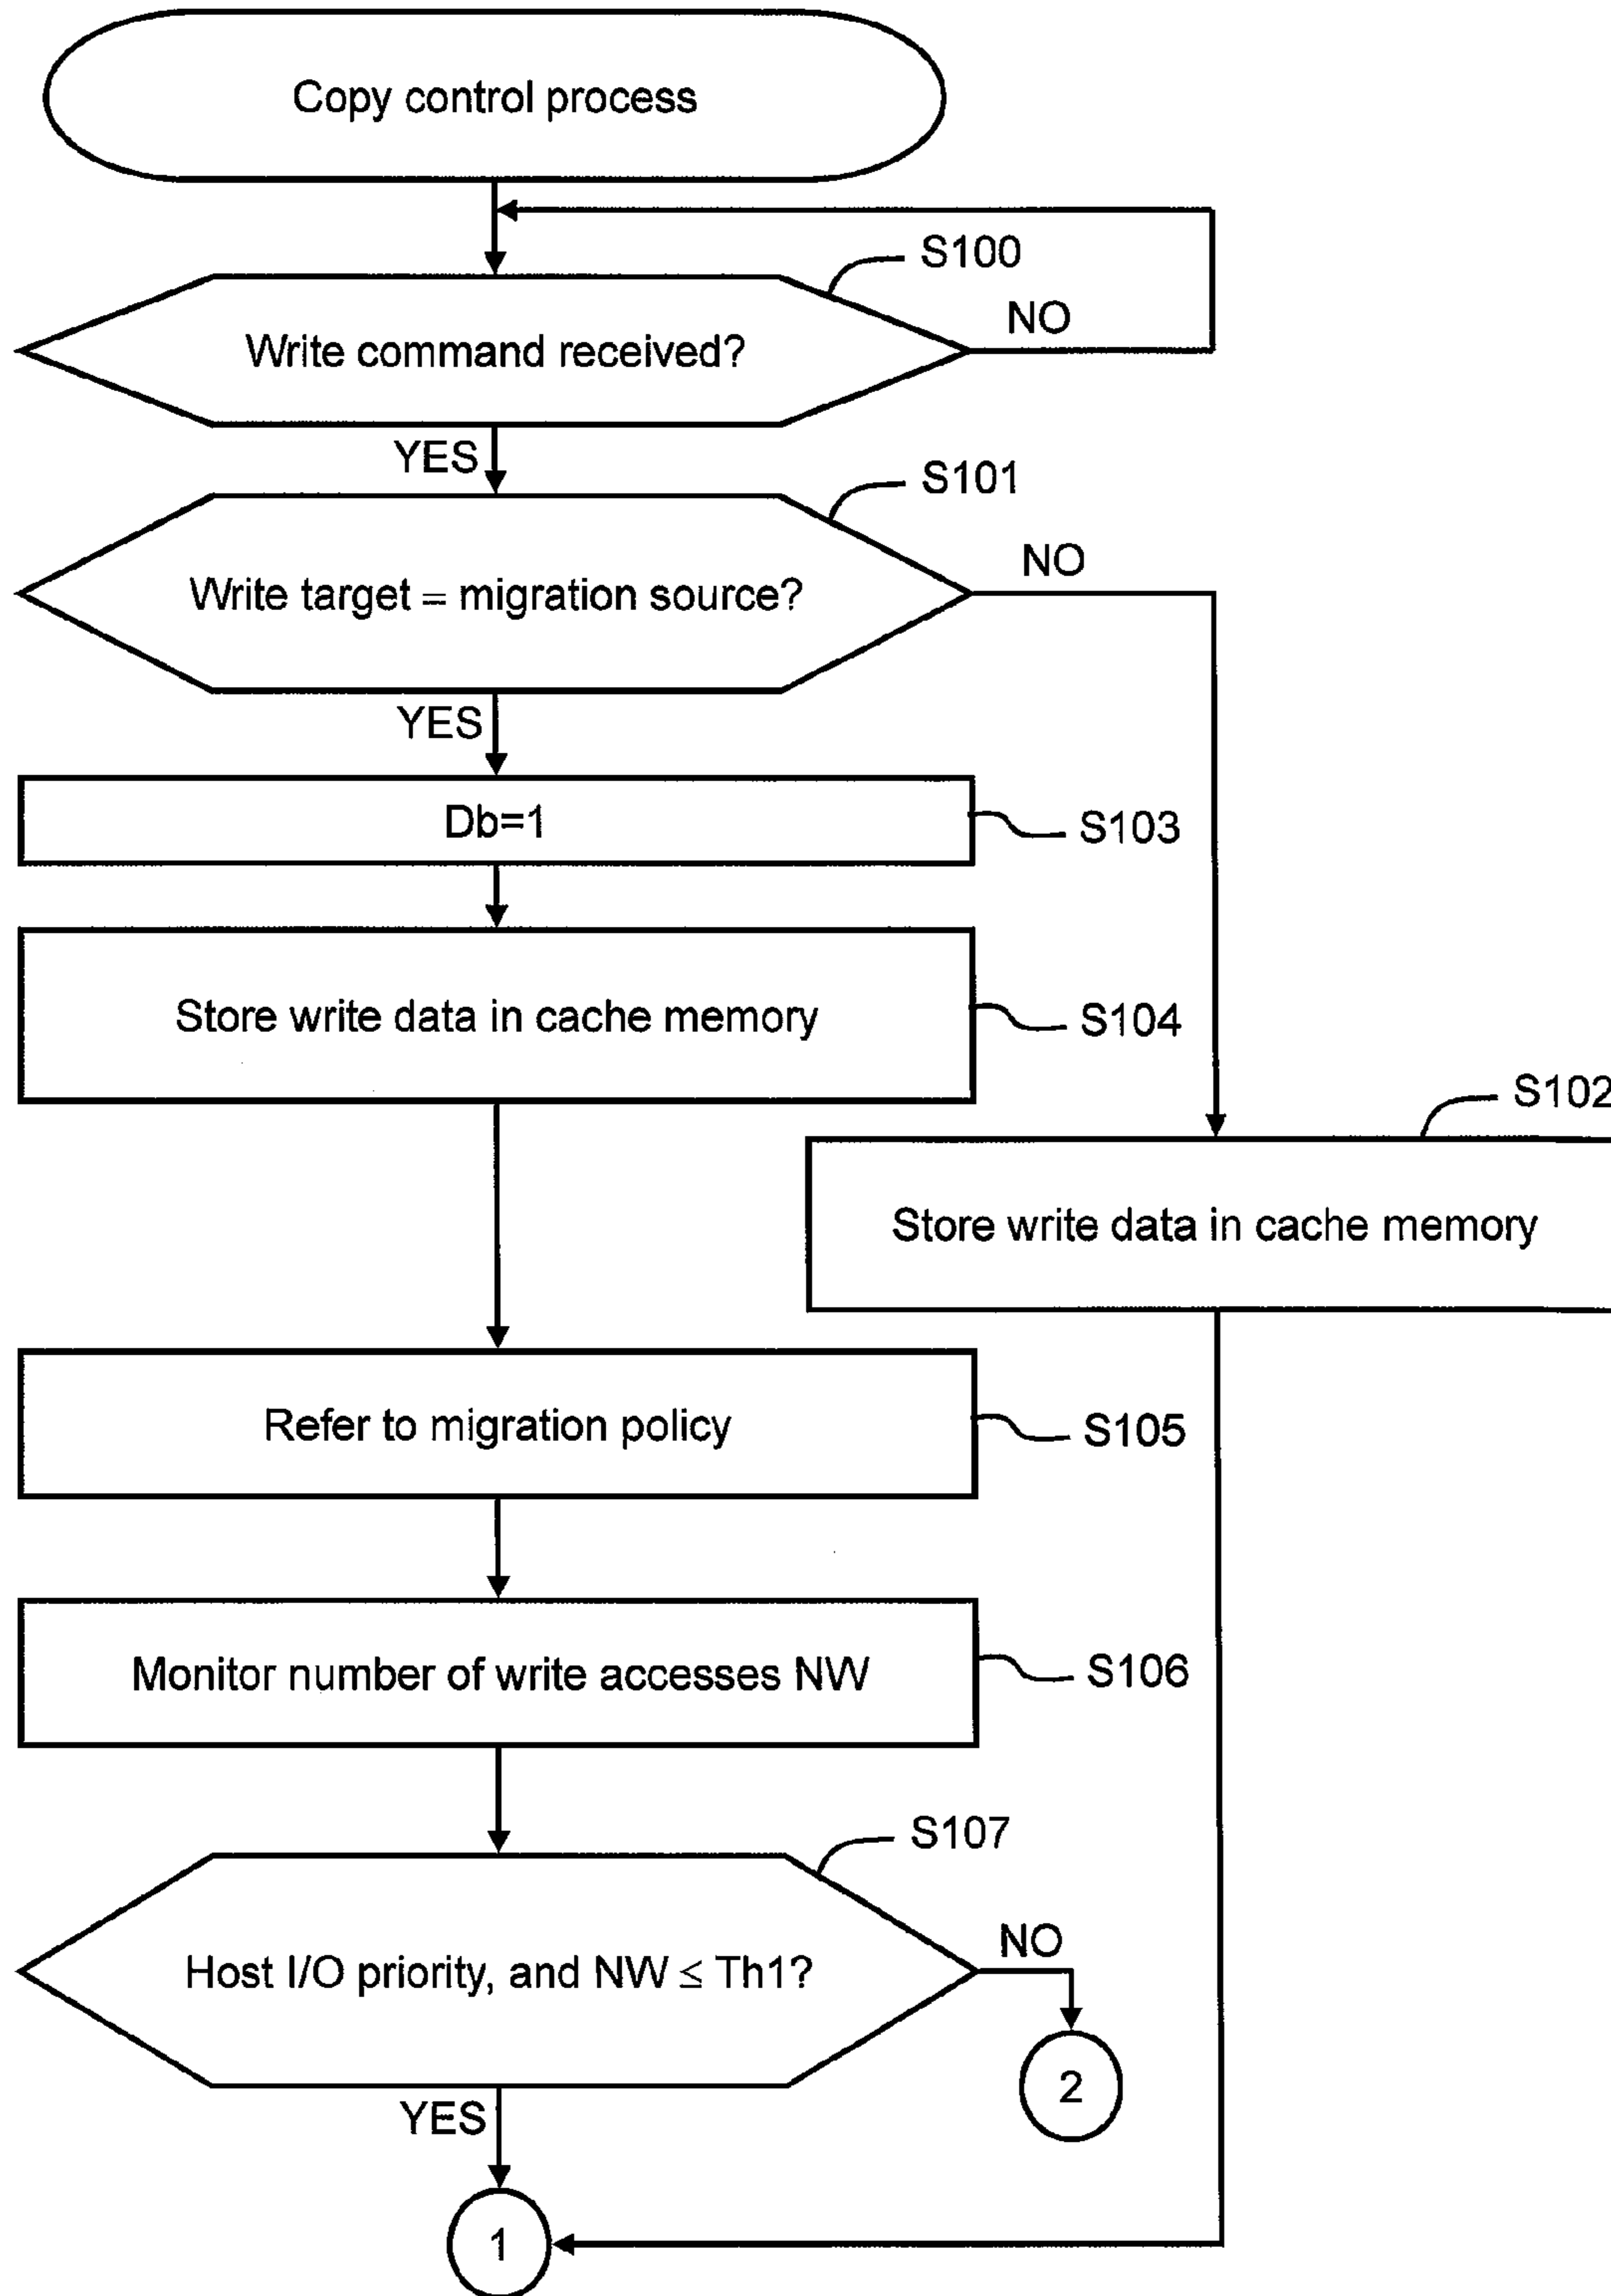 Copy control process
S100
Write command received?
NO
YES
S101
Write target = migration source?
NO
YES
Db=1
S103
Store write data in cache memory
S104
S102
Store write data in cache memory
Refer to migration policy
S105
Monitor number of write accesses NW
S106
S107
Host I/O priority, and NW ≤ Th1?
NO
2
YES
1